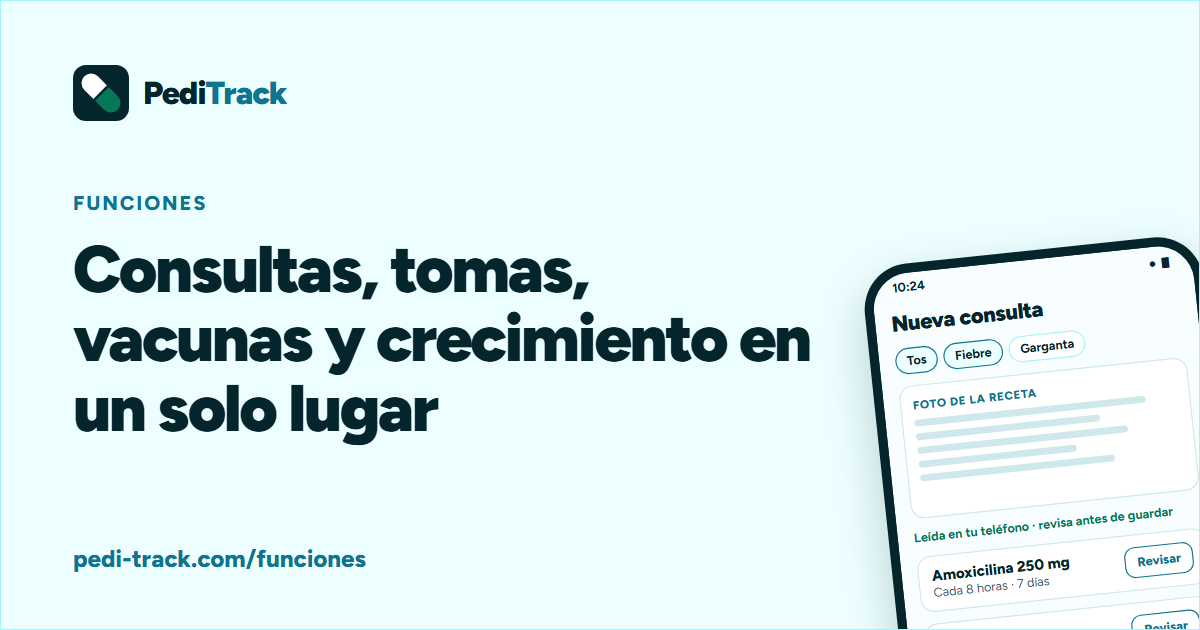 PediTrack
FUNCIONES
Consultas, tomas,
vacunas y crecimiento en
un solo lugar
pedi-track.com/funciones
10:24
Nueva consulta
Tos
Fiebre
Garganta
FOTO DE LA RECETA
Leída en tu teléfono · revisa antes de guardar
Amoxicilina 250 mg
Cada 8 horas · 7 días
Revisar
Revisar